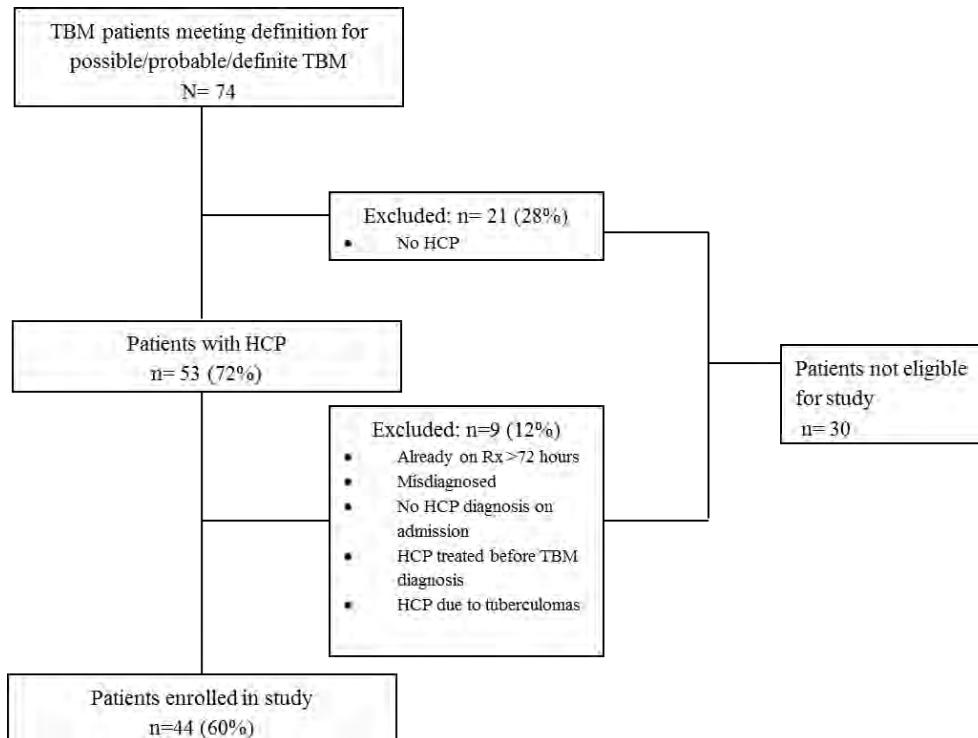 TBM patients meeting definition for
possible/probable/definite TBM
N= 74
Excluded: n= 21 (28%)
• No HCP
Patients with HCP
n= 53 (72%)
Patients not eligible
for study
n= 30
Excluded: n=9 (12%)
• Already on Rx >72 hours
• Misdiagnosed
• No HCP diagnosis on
admission
• HCP treated before TBM
diagnosis
• HCP due to tuberculomas
Patients enrolled in study
n=44 (60%)